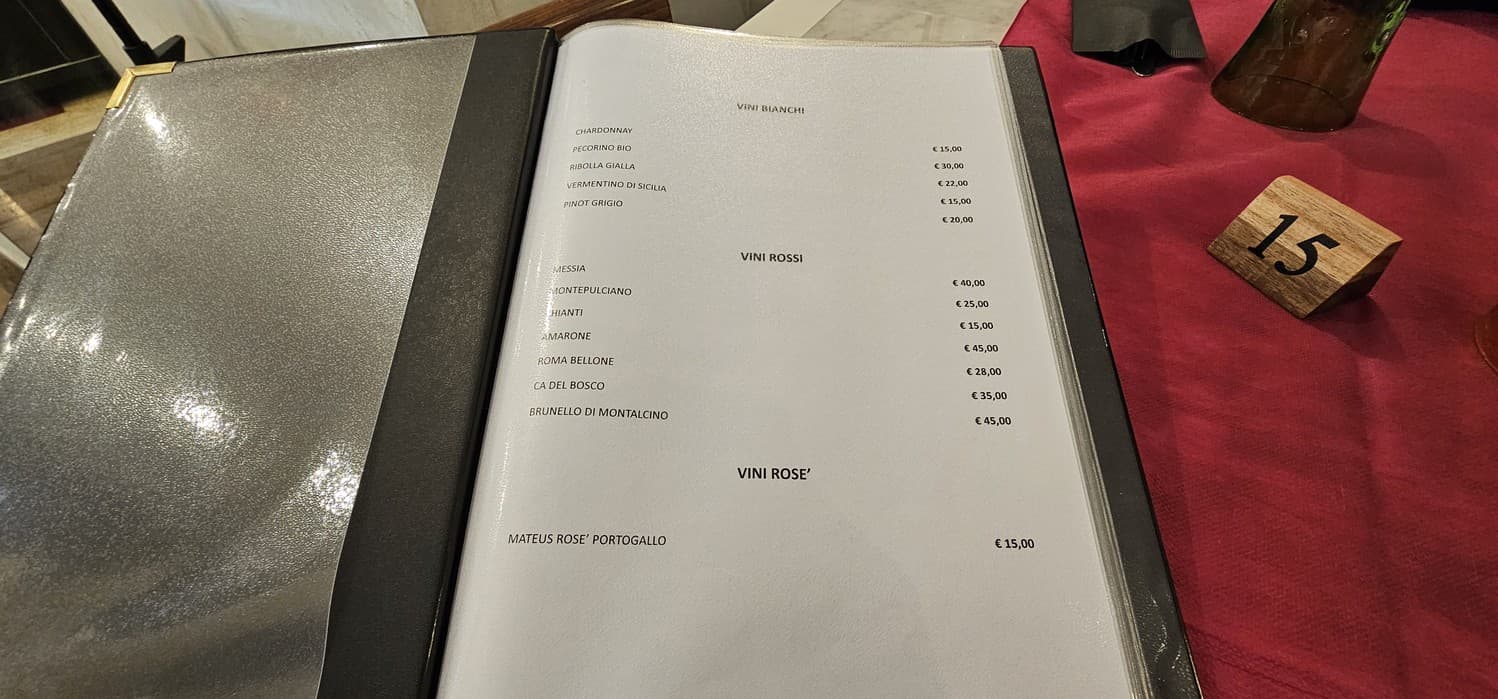 ViNI BIANCHI
CHARDONNAY € 15,00
PECORINO BIO € 30,00
RIBOLLA GIALLA € 22,00
VERMENTINO DI SICILIA € 15,00
PINOT GRIGIO € 20,00
ViNI ROSSI
MESSIA € 40,00
MONTEPULCIANO € 25,00
CHIANTI € 15,00
AMARONE € 45,00
ROMA BELLONE € 28,00
CA DEL BOSCO € 35,00
BRUNELLO DI MONTALCINO € 45,00
VINI ROSE’
MATEUS ROSE’ PORTOGALLO € 15,00
15